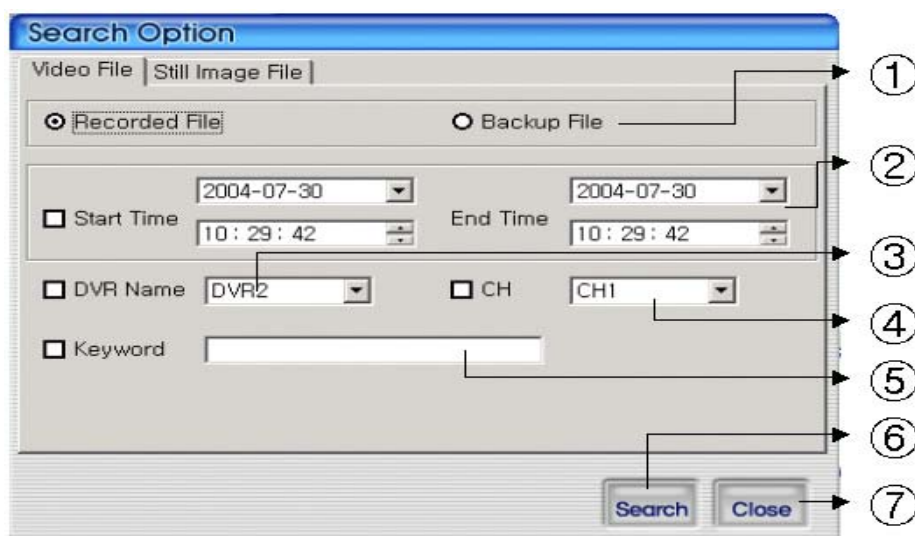 Search Option
Video File Still Image File
①
Recorded File Backup File
②
2004-07-30 2004-07-30
Start Time End Time
10 : 29 : 42 10 : 29 : 42
③
DVR Name DVR2 CH CH1
④
Keyword
⑤
⑥
Search Close
⑦